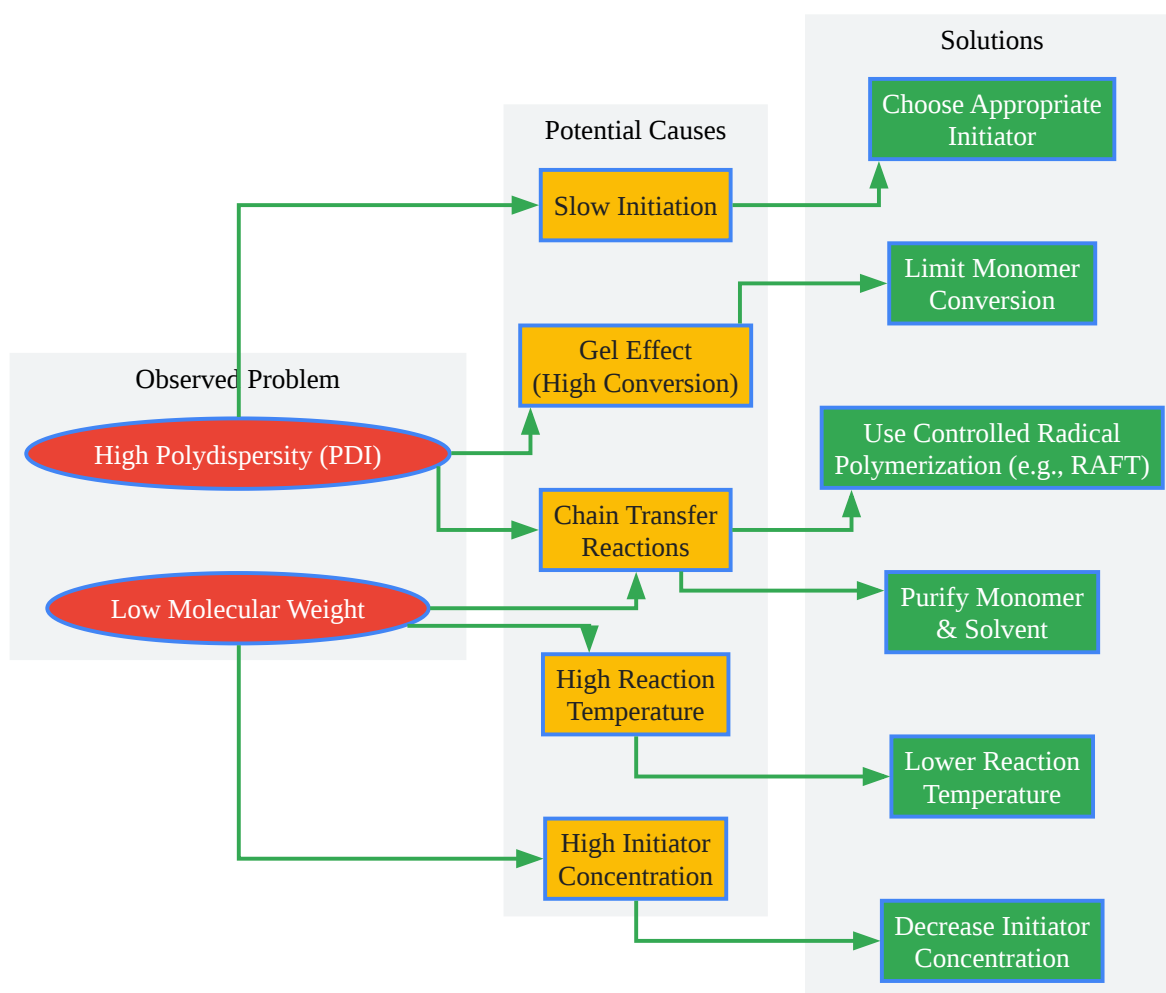 Observed Problem
High Polydispersity (PDI)
Low Molecular Weight
Potential Causes
Slow Initiation
Gel Effect
(High Conversion)
Chain Transfer
Reactions
High Reaction
Temperature
High Initiator
Concentration
Solutions
Choose Appropriate
Initiator
Limit Monomer
Conversion
Use Controlled Radical
Polymerization (e.g., RAFT)
Purify Monomer
& Solvent
Lower Reaction
Temperature
Decrease Initiator
Concentration